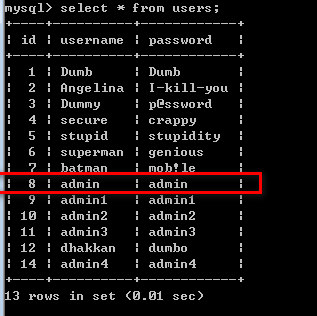 mysql> select * from users;
+----+----------+------------+
| id | username | password   |
+----+----------+------------+
|  1 | Dumb     | Dumb       |
|  2 | Angelina | I-kill-you |
|  3 | Dummy    | p@ssword   |
|  4 | secure   | crappy     |
|  5 | stupid   | stupidity  |
|  6 | superman | genious    |
|  7 | batman   | mob!le     |
|  8 | admin    | admin      |
|  9 | admin1   | admin1     |
| 10 | admin2   | admin2     |
| 11 | admin3   | admin3     |
| 12 | dhakkan  | dumbo      |
| 14 | admin4   | admin4     |
+----+----------+------------+
13 rows in set (0.01 sec)